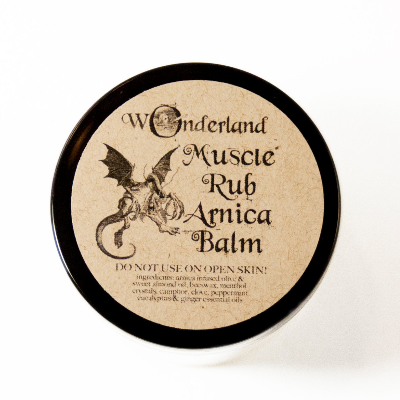 Wonderland
Muscle
Rub
Arnica
Balm
DO NOT USE ON OPEN SKIN!
ingredients: arnica infused olive &
sweet almond oil, beeswax, menthol
crystals, camphor, clove, peppermint
eucalyptus & ginger essential oils